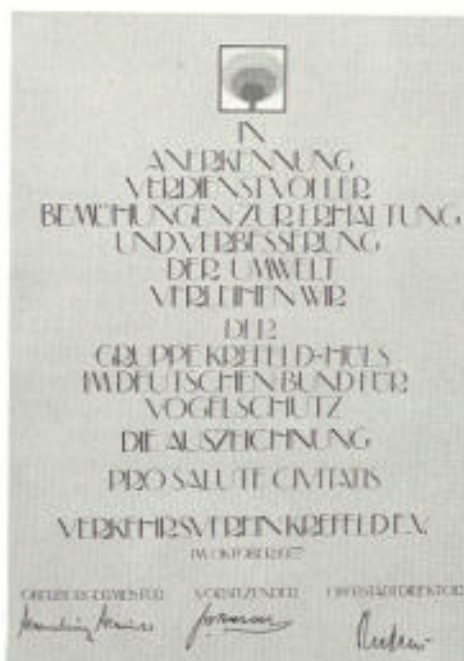 IN
ANERKENNUNG
VERDIENSTVOLLER
BEMÜHUNGEN ZUR ERHALTUNG
UND VERBESSERUNG
DER UMWELT
VERLEIHEN WIR
DER
GRUPPE KREFELD-HÜLS
IM DEUTSCHEN BUND FÜR
VOGELSCHUTZ
DIE AUSZEICHNUNG
PRO SALUTE CIVITATIS
VERKEHRSVEREIN KREFELD E.V.
IM OKTOBER 1977
OBERBÜRGERMEISTER VORSITZENDER OBERSTADTDIREKTOR